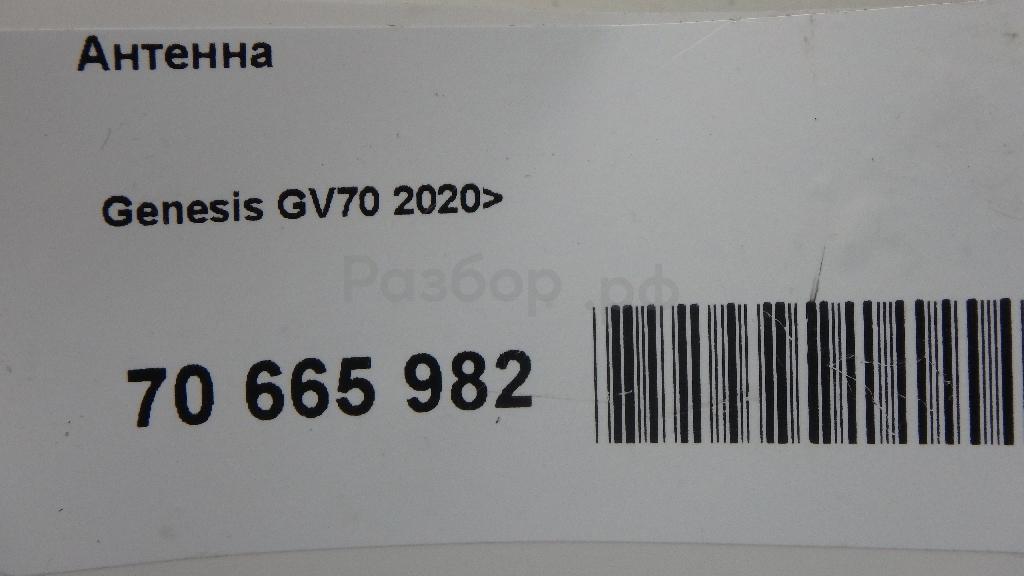 Антенна
Genesis GV70 2020>
Разбор.рф
70 665 982